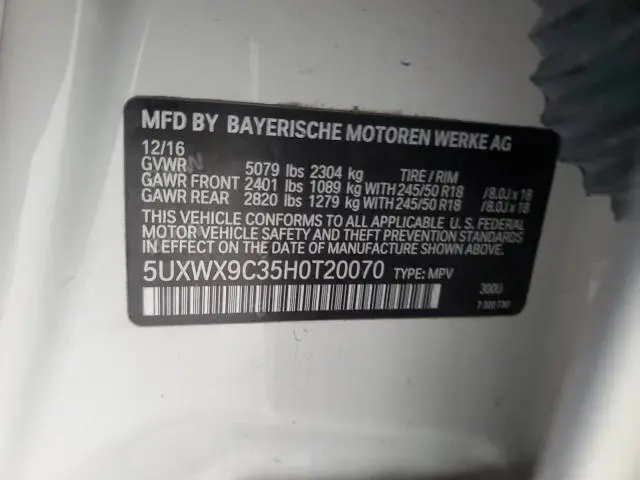 MFD BY BAYERISCHE MOTOREN WERKE AG
12/16
GVWR 5079 lbs 2304 kg TIRE / RIM
GAWR FRONT 2401 lbs 1089 kg WITH 245/50 R18 / 8.0J x 18
GAWR REAR 2820 lbs 1279 kg WITH 245/50 R18 / 8.0J x 18
THIS VEHICLE CONFORMS TO ALL APPLICABLE U. S. FEDERAL
MOTOR VEHICLE SAFETY AND THEFT PREVENTION STANDARDS
IN EFFECT ON THE DATE OF MANUFACTURE SHOWN ABOVE.
5UXWX9C35H0T20070 TYPE: MPV
300U